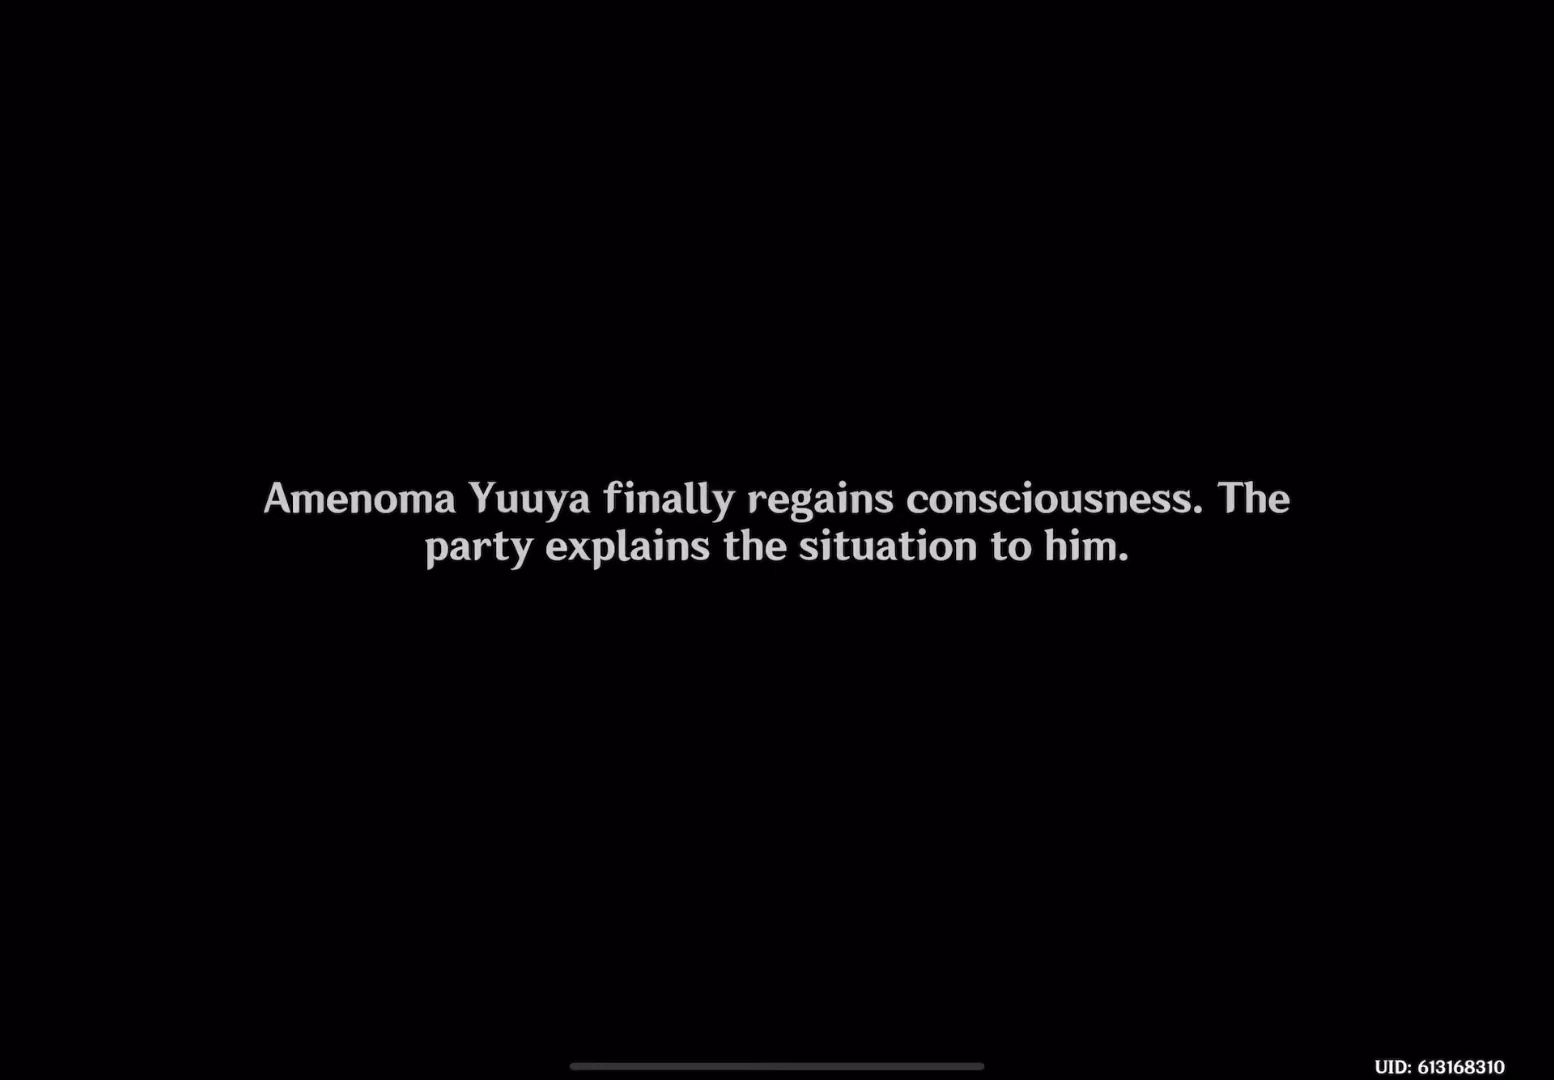 Amenoma Yuuya finally regains consciousness. The
party explains the situation to him.
UID: 613168310